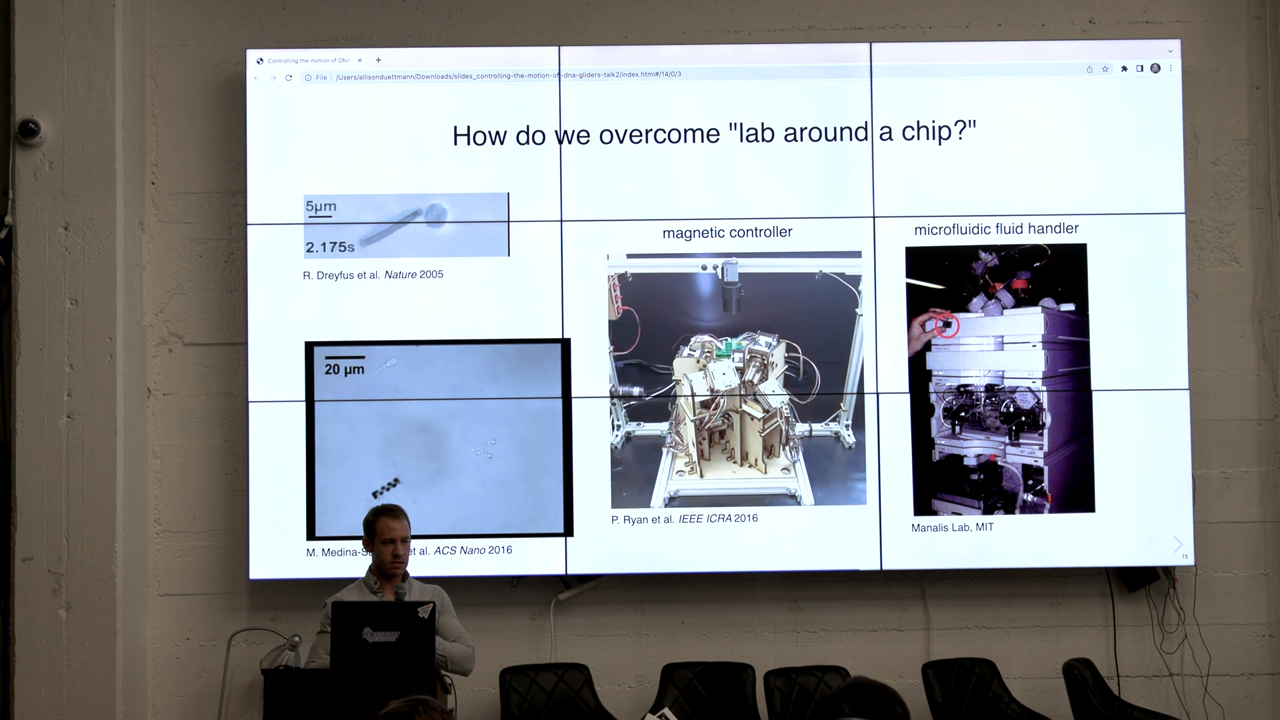 Controlling the motion of DNA
File
/Users/allisonduettmann/Downloads/slides_controlling-the-motion-of-dna-gliders-talk2/index.html#/14/0/3
How do we overcome "lab around a chip?"
5µm
2.175s
R. Dreyfus et al. Nature 2005
20 µm
M. Medina-S et al. ACS Nano 2016
magnetic controller
P. Ryan et al. IEEE ICRA 2016
microfluidic fluid handler
Manalis Lab, MIT
15